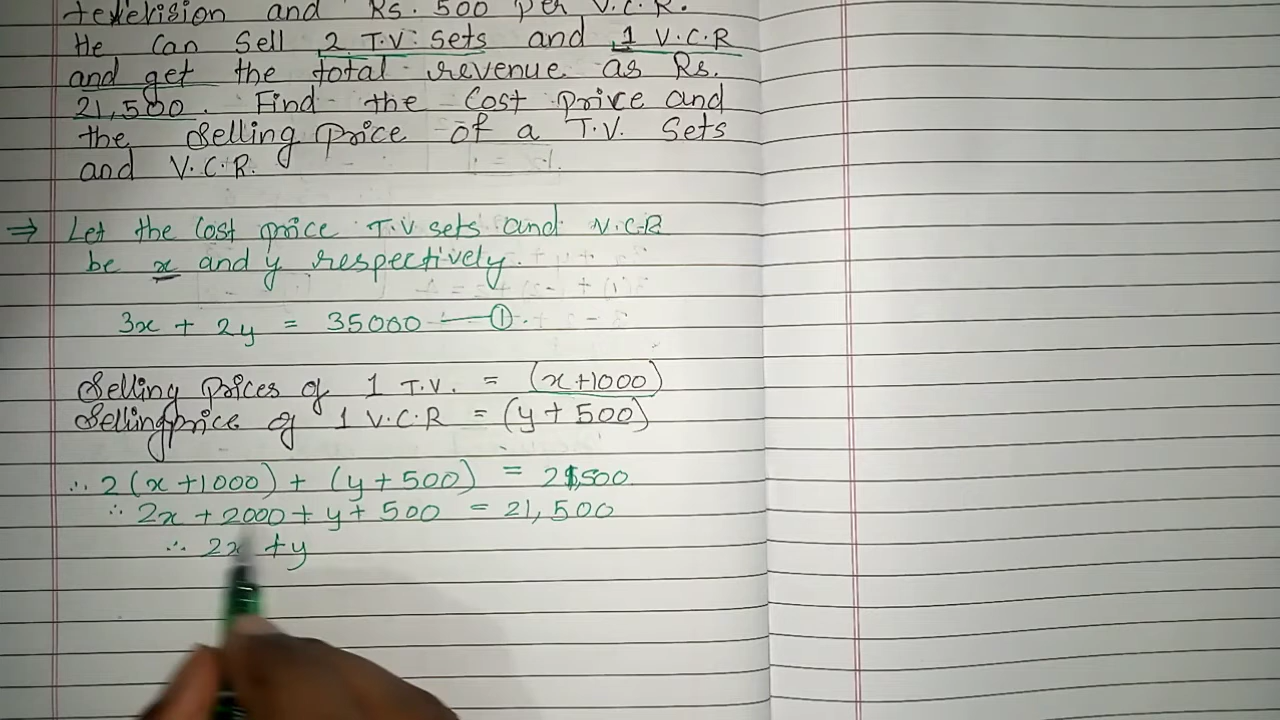 television and Rs. 500 per V.C.R.
He Can Sell 2 T.V. Sets and 1 V.C.R
and get the total revenue as Rs.
21,500. Find the Cost price and
the Selling Price of a T.V. Sets
and V.C.R.
⇒ Let the Cost price T.V sets and V.C.R
be x and y respectively.
3x + 2y = 35000 — ①.
Selling Prices of 1 T.V. = (x+1000)
Selling price of 1 V.C.R = (y + 500)
∴ 2(x+1000) + (y+500) = 21,500
∴ 2x + 2000 + y + 500 = 21,500
∴ 2x + y